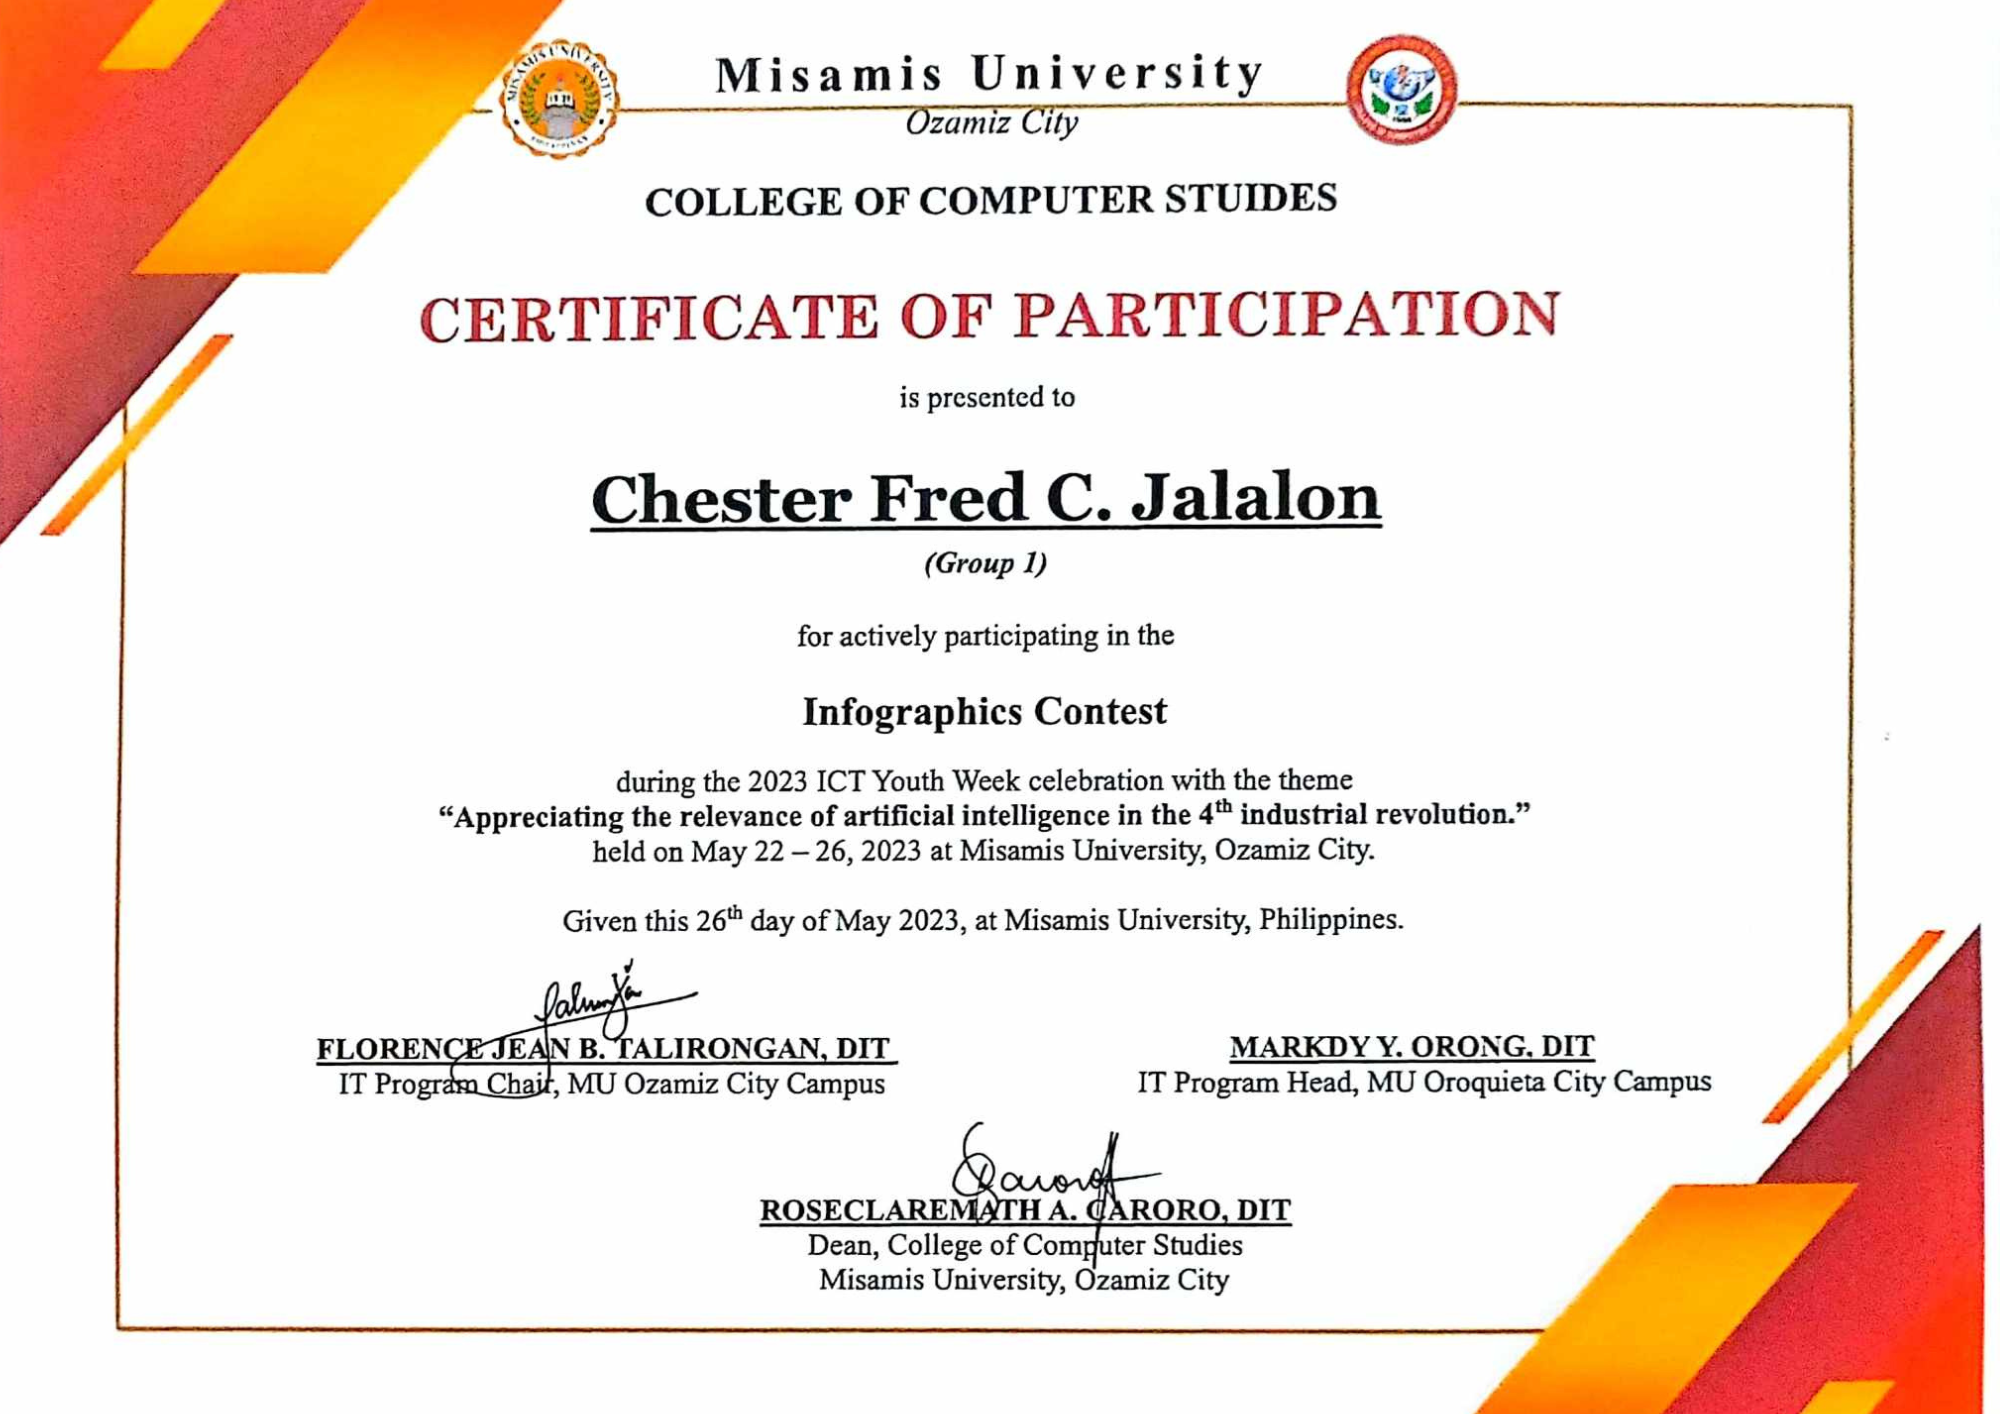 MISAMIS UNIVERSITY
PHILIPPINES
Misamis University
Ozamiz City
COLLEGE OF COMPUTER STUIDES
CERTIFICATE OF PARTICIPATION
is presented to
Chester Fred C. Jalalon
(Group 1)
for actively participating in the
Infographics Contest
during the 2023 ICT Youth Week celebration with the theme
“Appreciating the relevance of artificial intelligence in the 4th industrial revolution.”
held on May 22 – 26, 2023 at Misamis University, Ozamiz City.
Given this 26th day of May 2023, at Misamis University, Philippines.
FLORENCE JEAN B. TALIRONGAN, DIT
IT Program Chair, MU Ozamiz City Campus
MARKDY Y. ORONG, DIT
IT Program Head, MU Oroquieta City Campus
ROSECLAREMATH A. CARORO, DIT
Dean, College of Computer Studies
Misamis University, Ozamiz City